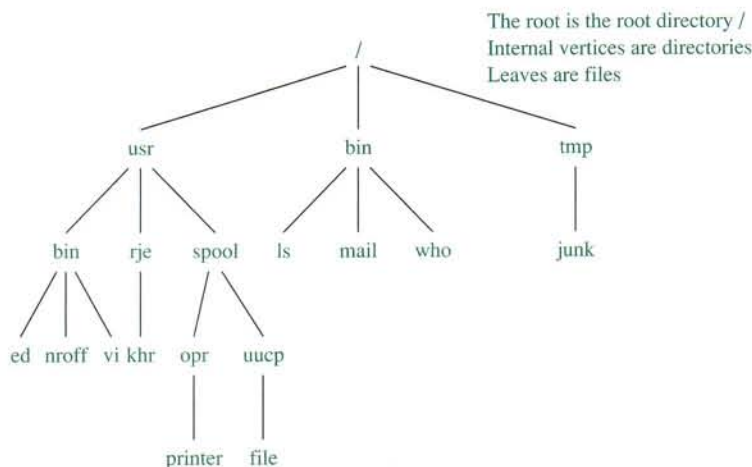 The root is the root directory /
Internal vertices are directories
Leaves are files
/
usr bin tmp
bin rje spool ls mail who junk
ed nroff vi khr opr uucp
printer file